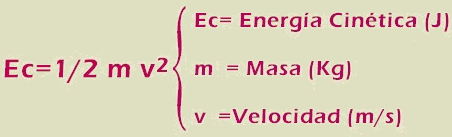 Ec=1/2 m v²
Ec= Energía Cinética (J)
m = Masa (Kg)
v =Velocidad (m/s)